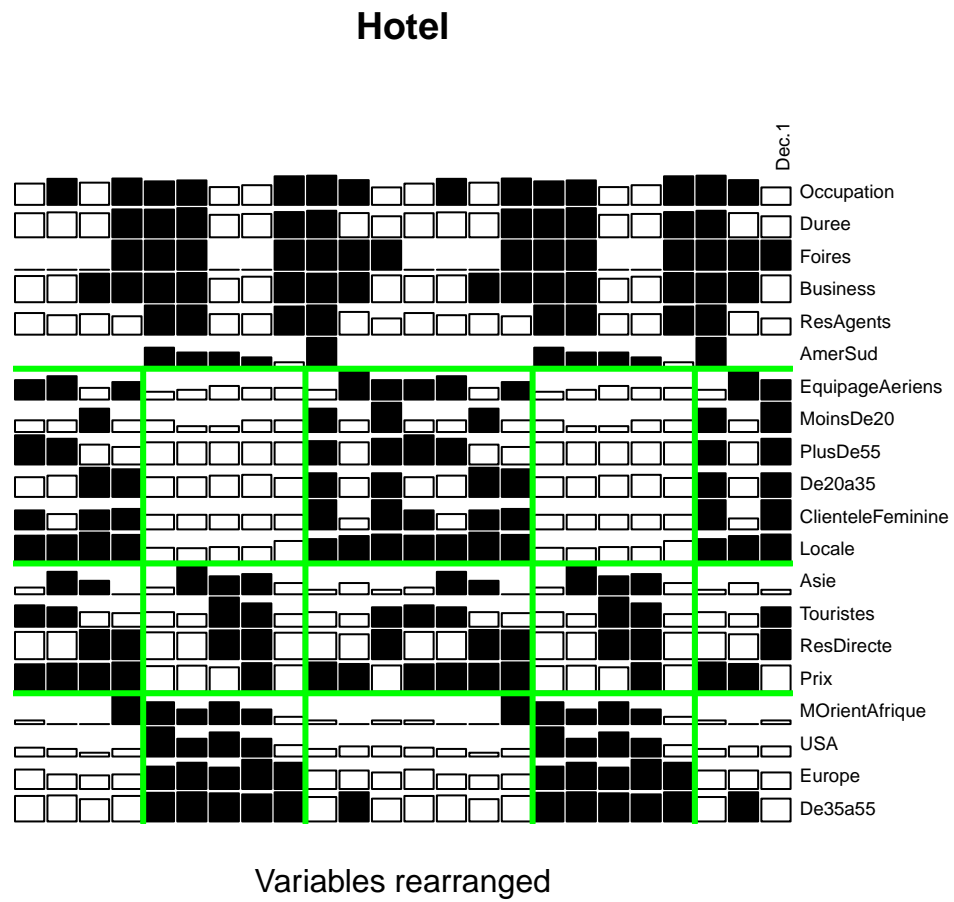 Hotel
Dec.1
Occupation
Duree
Foires
Business
ResAgents
AmerSud
EquipageAeriens
MoinsDe20
PlusDe55
De20a35
ClienteleFeminine
Locale
Asie
Touristes
ResDirecte
Prix
MOrientAfrique
USA
Europe
De35a55
Variables rearranged